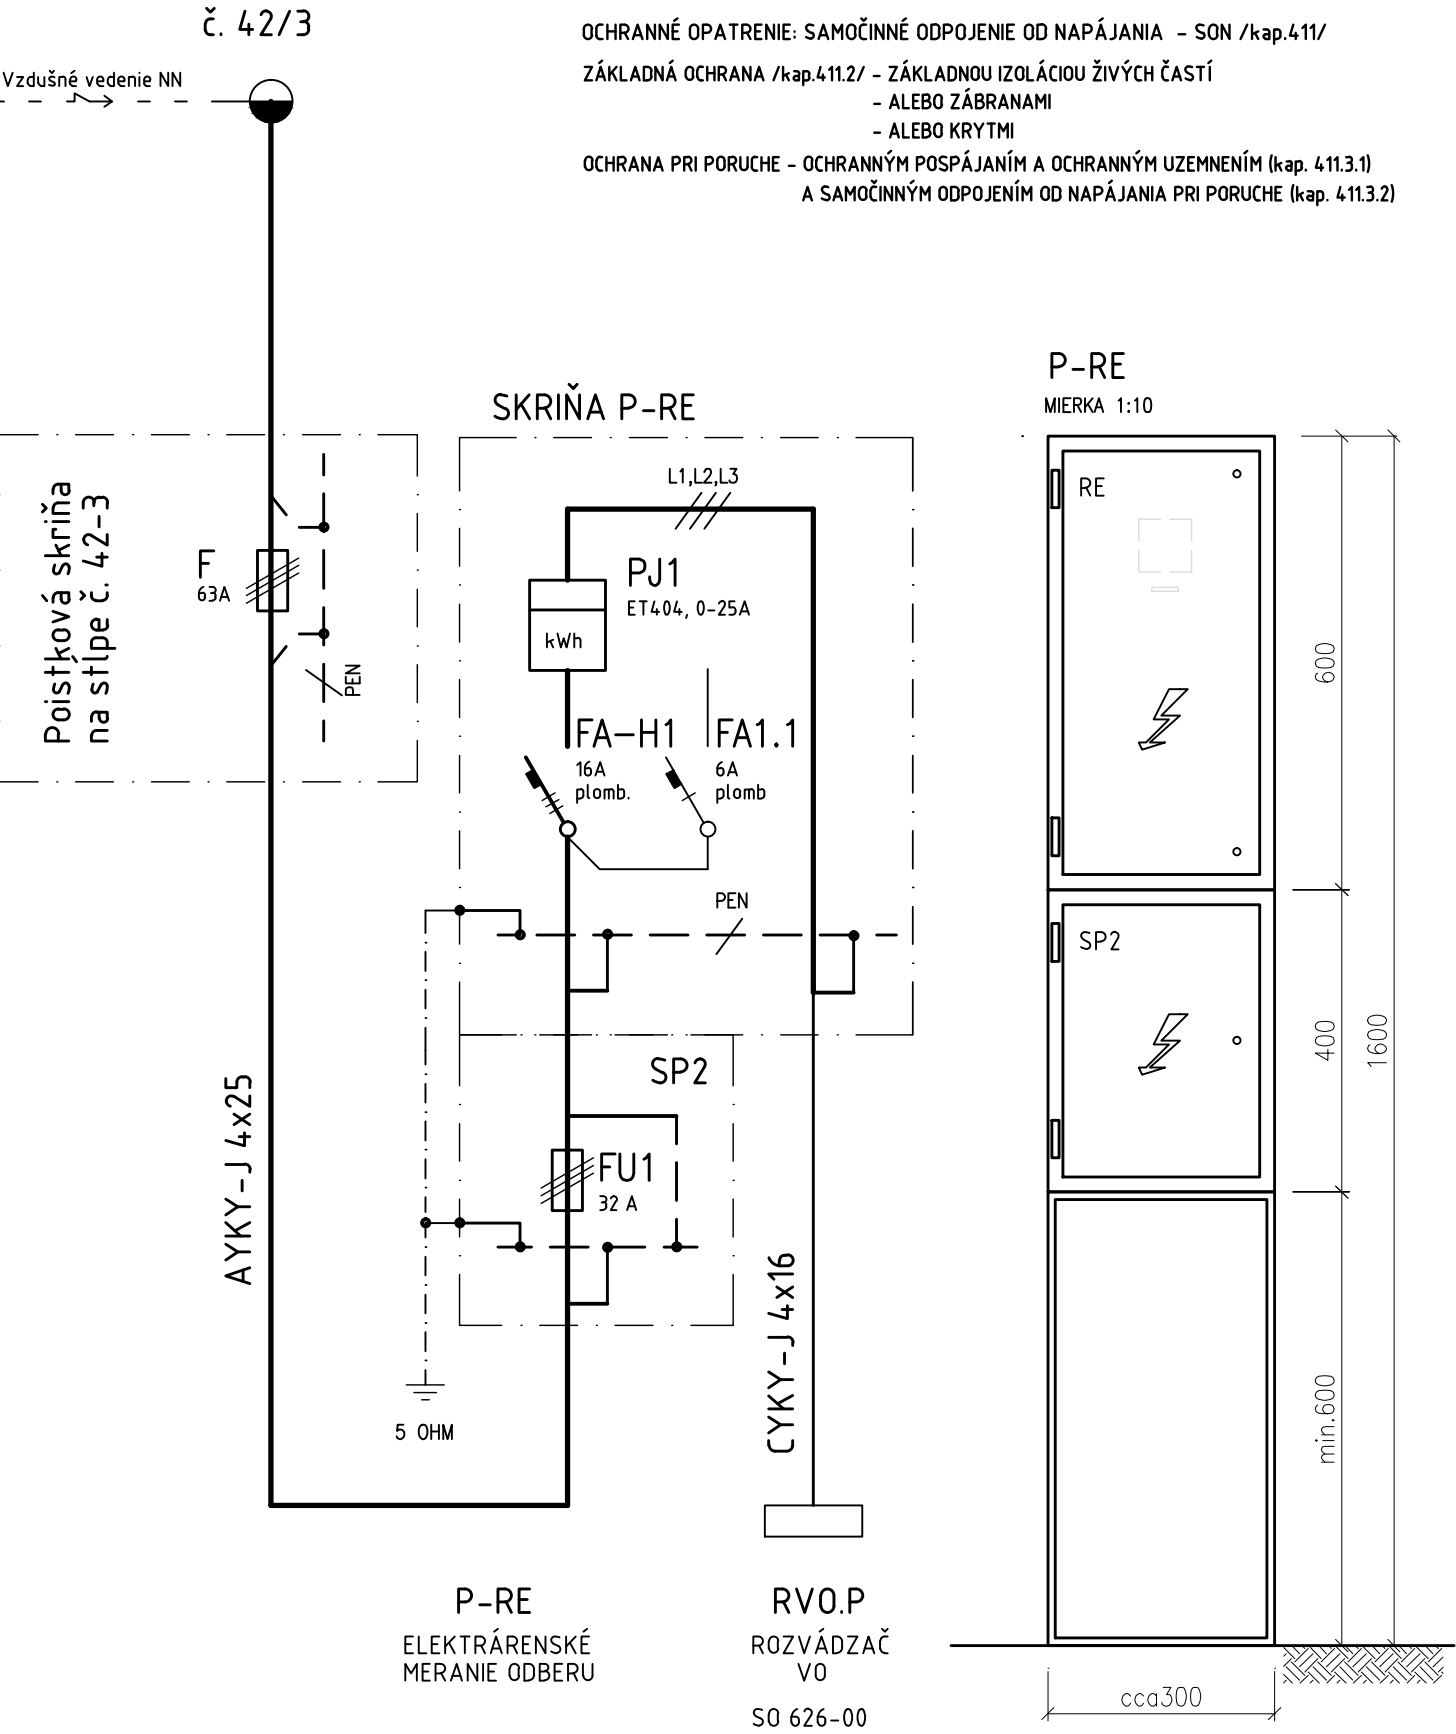 č. 42/3
Vzdušné vedenie NN
OCHRANNÉ OPATRENIE: SAMOČINNÉ ODPOJENIE OD NAPÁJANIA - SON /kap.411/
ZÁKLADNÁ OCHRANA /kap.411.2/ - ZÁKLADNOU IZOLÁCIOU ŽIVÝCH ČASTÍ
- ALEBO ZÁBRANAMI
- ALEBO KRYTMI
OCHRANA PRI PORUCHE - OCHRANNÝM POSPÁJANÍM A OCHRANNÝM UZEMNENÍM (kap. 411.3.1)
A SAMOČINNÝM ODPOJENÍM OD NAPÁJANIA PRI PORUCHE (kap. 411.3.2)
Poistková skriňa
na stĺpe č. 42-3
F
63A
PEN
AYKY-J 4x25
SKRIŇA P-RE
L1,L2,L3
PJ1
ET404, 0-25A
kWh
FA-H1
16A
plomb.
FA1.1
6A
plomb
PEN
SP2
FU1
32 A
5 OHM
CYKY-J 4x16
P-RE
ELEKTRÁRENSKÉ
MERANIE ODBERU
RVO.P
ROZVÁDZAČ
VO
SO 626-00
P-RE
MIERKA 1:10
RE
SP2
600
400
1600
min.600
cca300